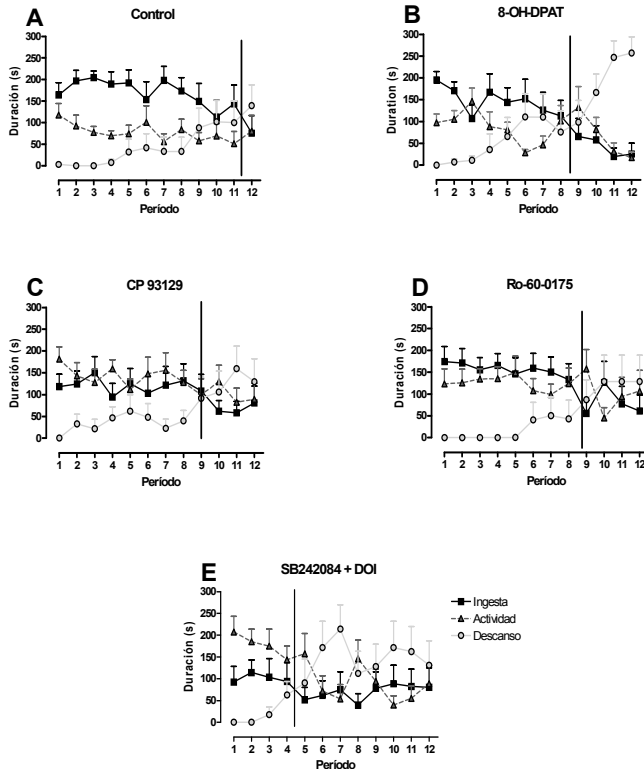 A
Control
Duración (s)
300
250
200
150
100
50
0
1 2 3 4 5 6 7 8 9 10 11 12
Período
B
8-OH-DPAT
Duration (s)
300
250
200
150
100
50
0
1 2 3 4 5 6 7 8 9 10 11 12
Período
C
CP 93129
Duración (s)
300
250
200
150
100
50
0
1 2 3 4 5 6 7 8 9 10 11 12
Período
D
Ro-60-0175
Duración (s)
300
250
200
150
100
50
0
1 2 3 4 5 6 7 8 9 10 11 12
Período
E
SB242084 + DOI
Duración (s)
300
250
200
150
100
50
0
1 2 3 4 5 6 7 8 9 10 11 12
Período
Ingesta
Actividad
Descanso